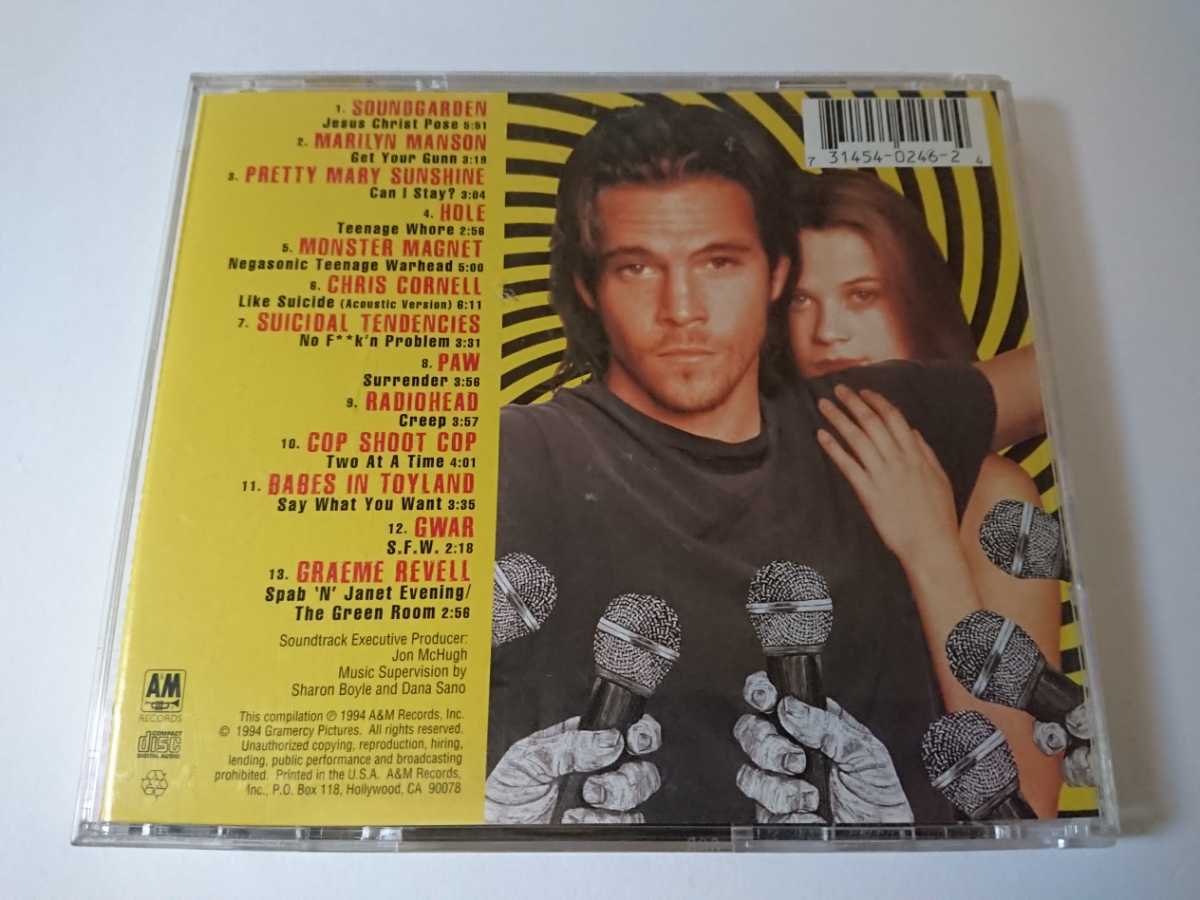 1. SOUNDGARDEN
Jesus Christ Pose 5:51
2. MARILYN MANSON
Get Your Gunn 3:19
3. PRETTY MARY SUNSHINE
Can I Stay? 3:04
4. HOLE
Teenage Whore 2:56
5. MONSTER MAGNET
Negasonic Teenage Warhead 5:00
6. CHRIS CORNELL
Like Suicide (Acoustic Version) 6:11
7. SUICIDAL TENDENCIES
No F**k'n Problem 3:31
8. PAW
Surrender 3:56
9. RADIOHEAD
Creep 3:57
10. COP SHOOT COP
Two At A Time 4:01
11. BABES IN TOYLAND
Say What You Want 3:35
12. GWAR
S.F.W. 2:18
13. GRAEME REVELL
Spab 'N' Janet Evening/
The Green Room 2:56
Soundtrack Executive Producer:
Jon McHugh
Music Supervision by
Sharon Boyle and Dana Sano
This compilation ℗ 1994 A&M Records, Inc.
© 1994 Gramercy Pictures. All rights reserved.
Unauthorized copying, reproduction, hiring,
lending, public performance and broadcasting
prohibited. Printed in the U.S.A. A&M Records,
Inc., P.O. Box 118, Hollywood, CA 90078
A&M
RECORDS
COMPACT
disc
DIGITAL AUDIO
7 31454-0246-2 4